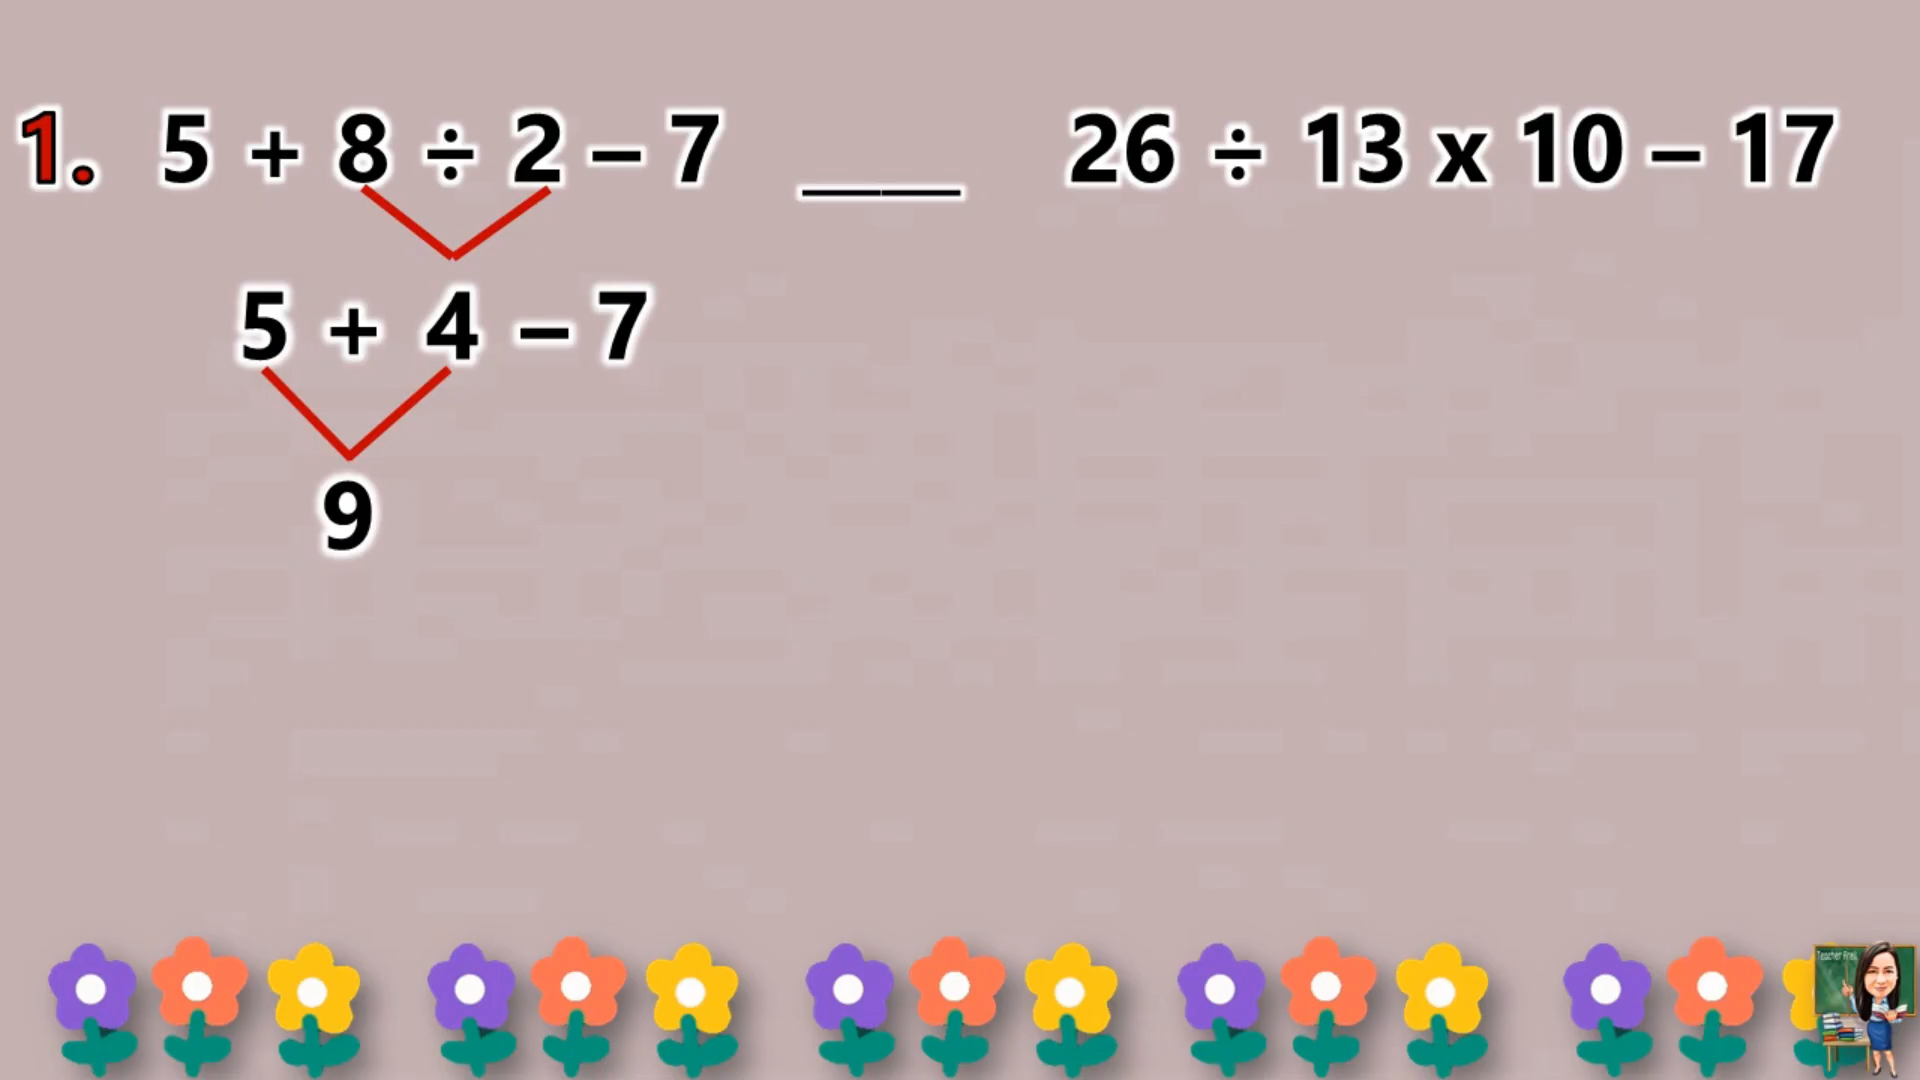 1. 5 + 8 ÷ 2 – 7 ____ 26 ÷ 13 x 10 – 17
5 + 4 – 7
9